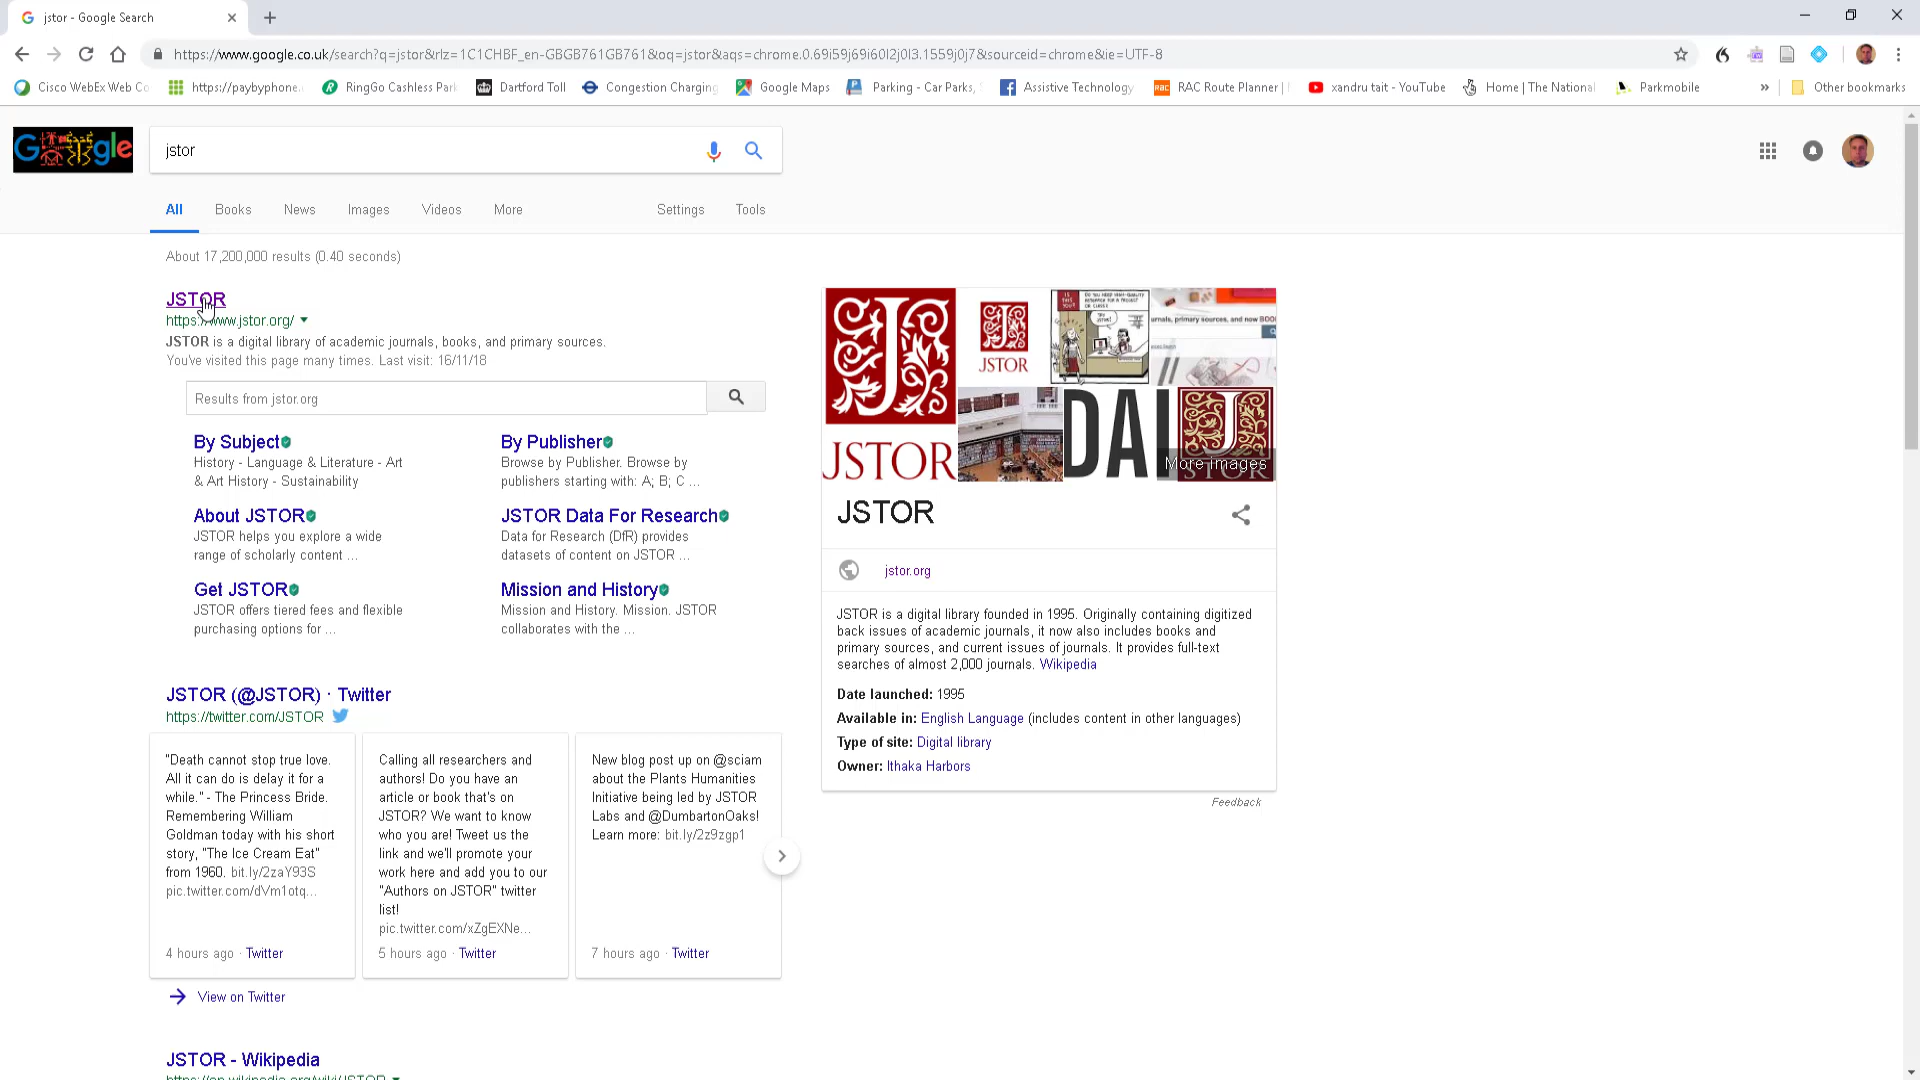 jstor - Google Search
https://www.google.co.uk/search?q=jstor&rlz=1C1CHBF_en-GBGB761GB761&oq=jstor&aqs=chrome.0.69i59j69i60l2j0l3.1559j0j7&sourceid=chrome&ie=UTF-8
Cisco WebEx Web Co
https://paybyphone.
RingGo Cashless Park
Dartford Toll
Congestion Charging
Google Maps
Parking - Car Parks,
Assistive Technology
RAC Route Planner |
xandru tait - YouTube
Home | The National
Parkmobile
»
Other bookmarks
Google
jstor
All Books News Images Videos More Settings Tools
About 17,200,000 results (0.40 seconds)
JSTOR
https://www.jstor.org/
JSTOR is a digital library of academic journals, books, and primary sources.
You've visited this page many times. Last visit: 16/11/18
Results from jstor.org
By Subject
History - Language & Literature - Art
& Art History - Sustainability
By Publisher
Browse by Publisher. Browse by
publishers starting with: A; B; C ...
About JSTOR
JSTOR helps you explore a wide
range of scholarly content ...
JSTOR Data For Research
Data for Research (DfR) provides
datasets of content on JSTOR ...
Get JSTOR
JSTOR offers tiered fees and flexible
purchasing options for ...
Mission and History
Mission and History. Mission. JSTOR
collaborates with the ...
JSTOR (@JSTOR) · Twitter
https://twitter.com/JSTOR
"Death cannot stop true love.
All it can do is delay it for a
while." - The Princess Bride.
Remembering William
Goldman today with his short
story, "The Ice Cream Eat"
from 1960. bit.ly/2zaY93S
pic.twitter.com/dVm1otq...
4 hours ago · Twitter
Calling all researchers and
authors! Do you have an
article or book that's on
JSTOR? We want to know
who you are! Tweet us the
link and we'll promote your
work here and add you to our
"Authors on JSTOR" twitter
list!
pic.twitter.com/xZgEXNe...
5 hours ago · Twitter
New blog post up on @sciam
about the Plants Humanities
Initiative being led by JSTOR
Labs and @DumbartonOaks!
Learn more: bit.ly/2z9zgp1
7 hours ago · Twitter
View on Twitter
JSTOR - Wikipedia
https://en.wikipedia.org/wiki/JSTOR
JSTOR
JSTOR
urnals, primary sources, and now BOO
DAI
JSTOR
More images
JSTOR
jstor.org
JSTOR is a digital library founded in 1995. Originally containing digitized
back issues of academic journals, it now also includes books and
primary sources, and current issues of journals. It provides full-text
searches of almost 2,000 journals. Wikipedia
Date launched: 1995
Available in: English Language (includes content in other languages)
Type of site: Digital library
Owner: Ithaka Harbors
Feedback